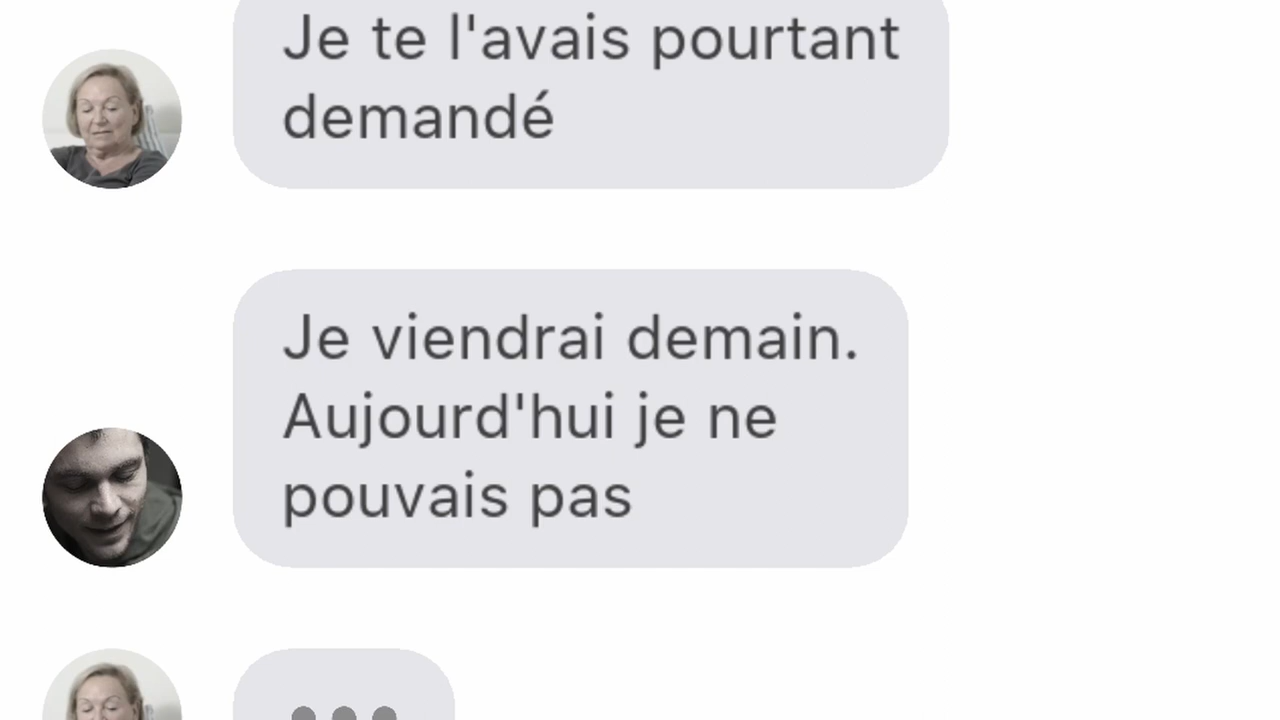 Je te l'avais pourtant
demandé
Je viendrai demain.
Aujourd'hui je ne
pouvais pas